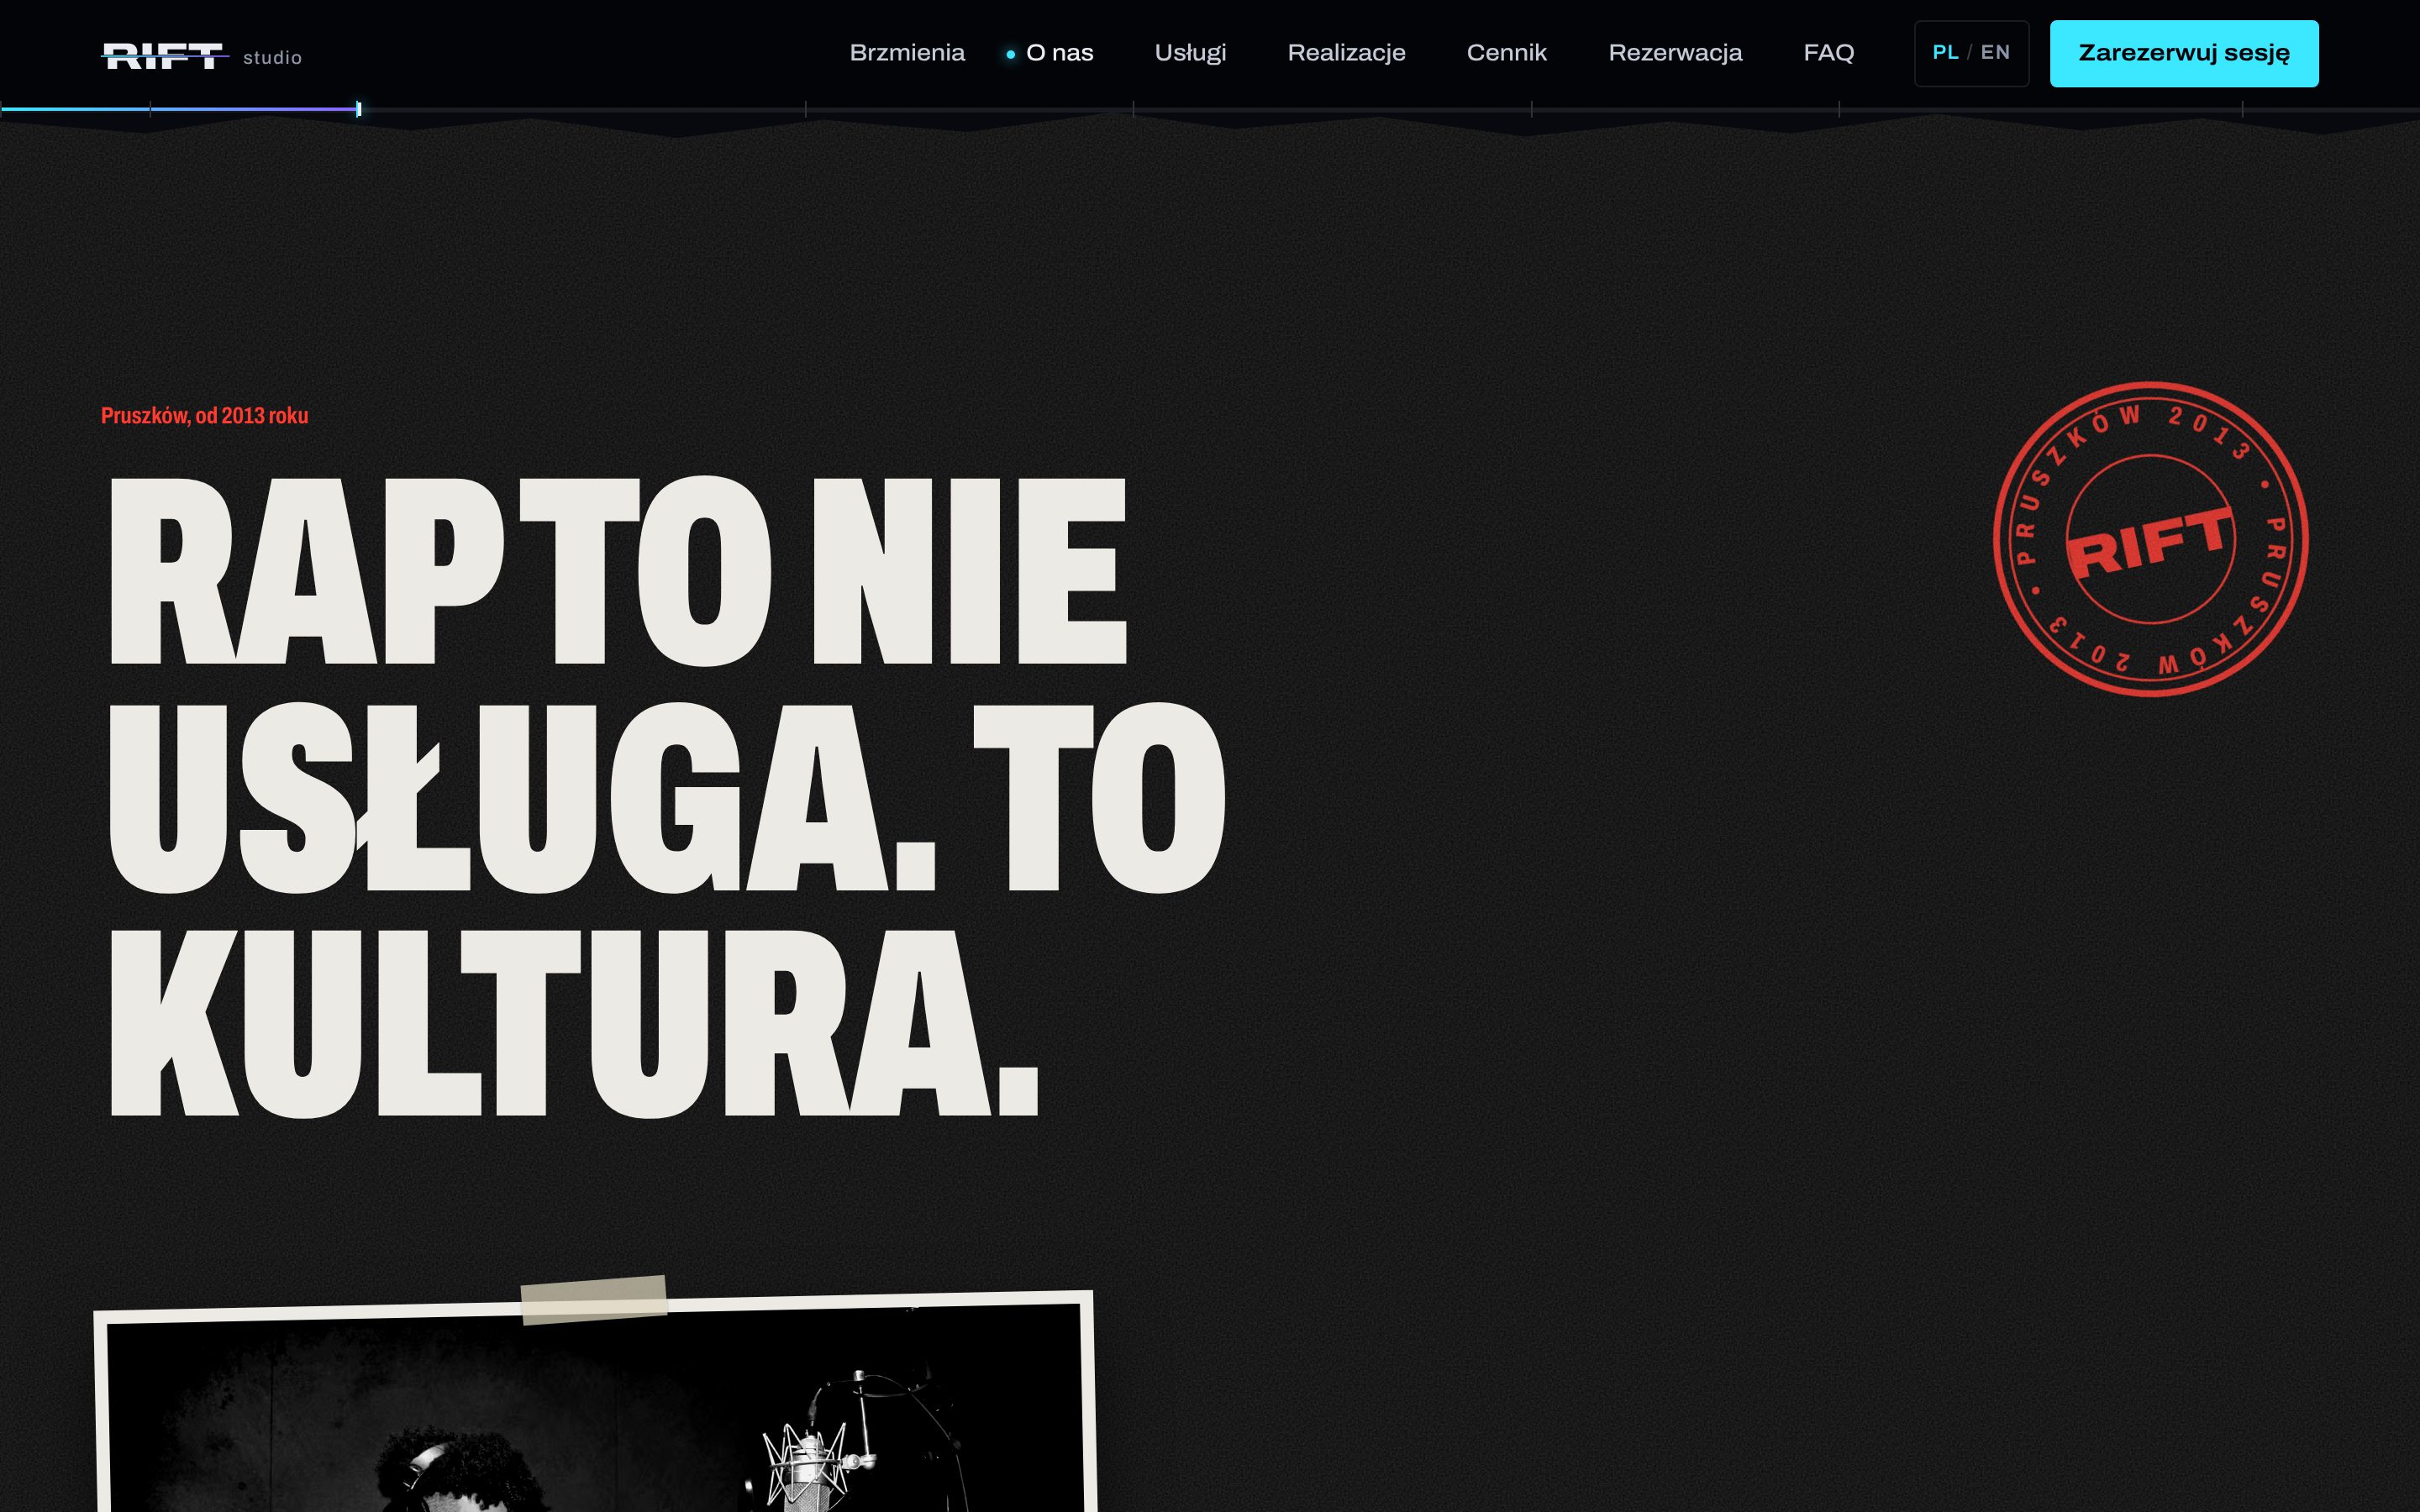 RIFT studio
Brzmienia O nas Usługi Realizacje Cennik Rezerwacja FAQ PL / EN Zarezerwuj sesję
Pruszków, od 2013 roku
RAP TO NIE
USŁUGA. TO
KULTURA.
PRUSZKÓW 2013 • PRUSZKÓW 2013 •
RIFT